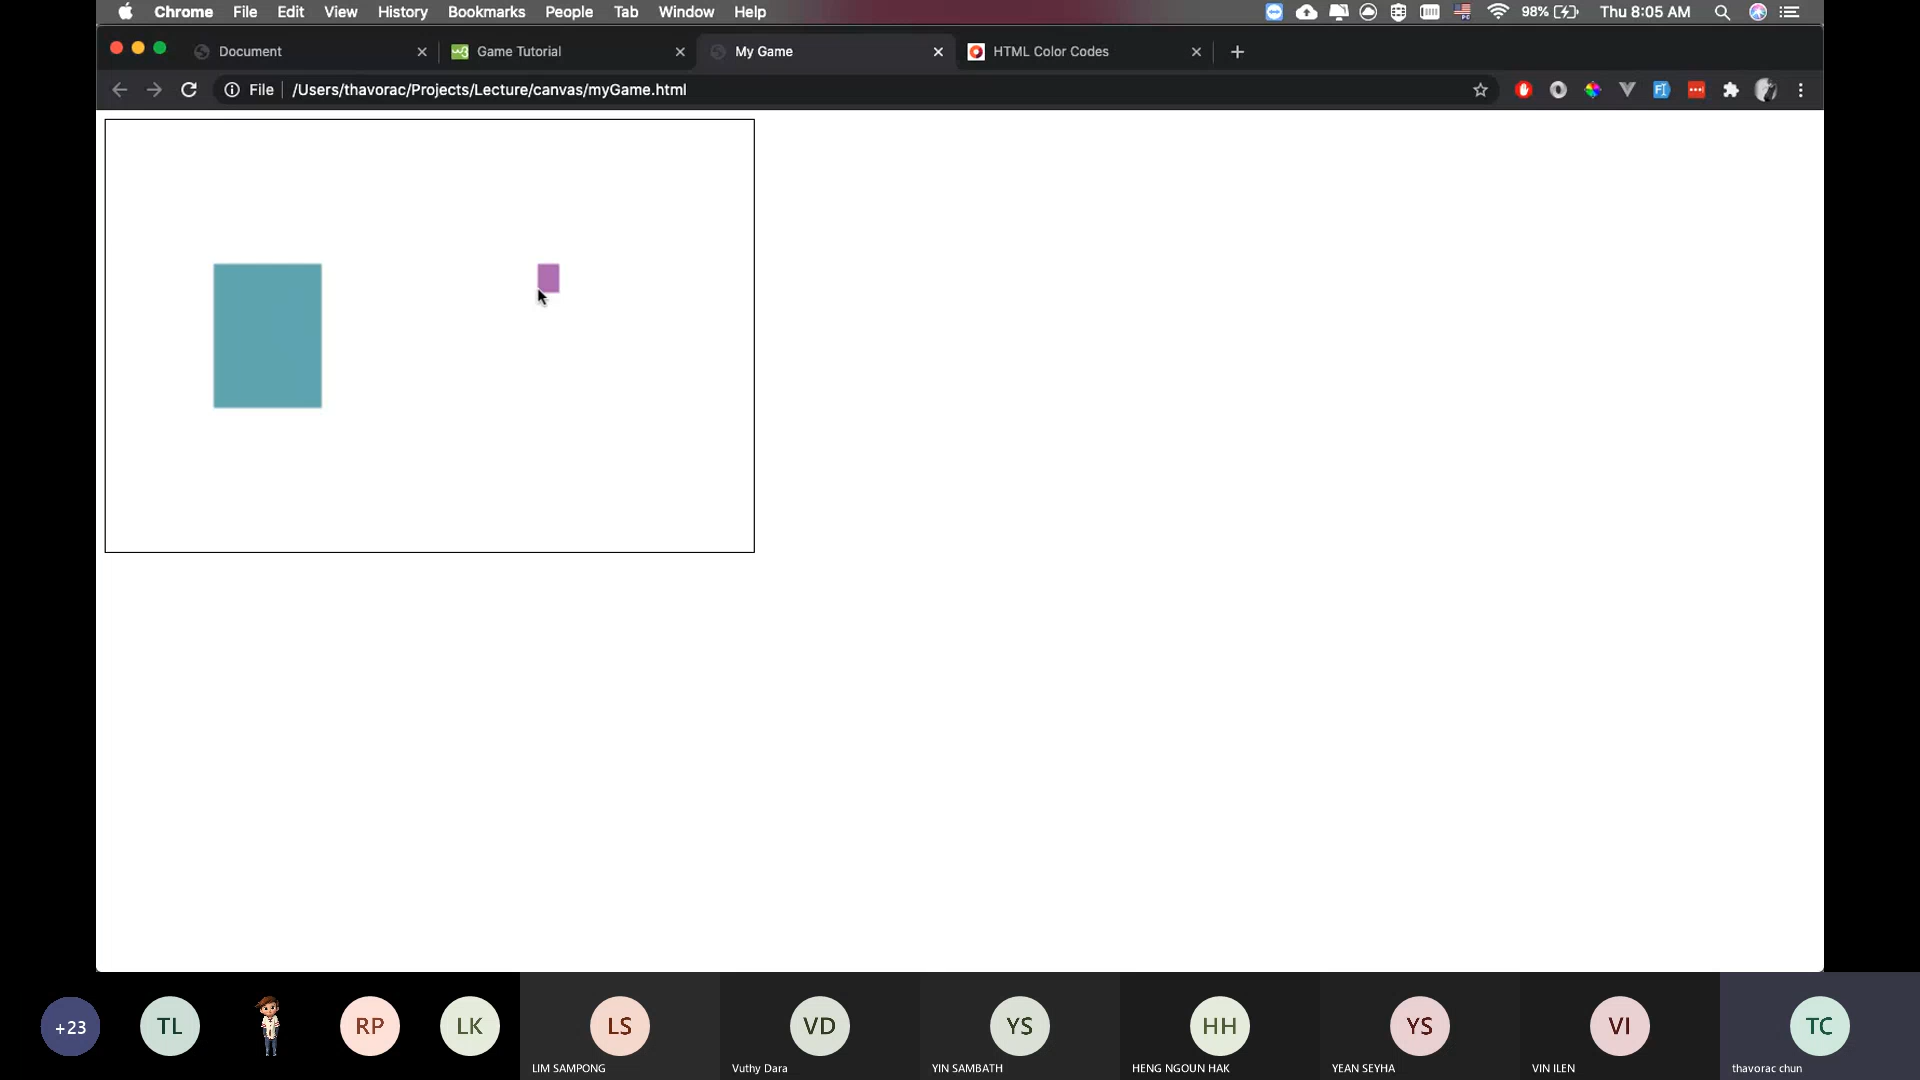 Chrome File Edit View History Bookmarks People Tab Window Help 98% Thu 8:05 AM
Document Game Tutorial My Game HTML Color Codes
File /Users/thavorac/Projects/Lecture/canvas/myGame.html
+23 TL RP LK LS VD YS HH YS VI TC
LIM SAMPONG Vuthy Dara YIN SAMBATH HENG NGOUN HAK YEAN SEYHA VIN ILEN thavorac chun